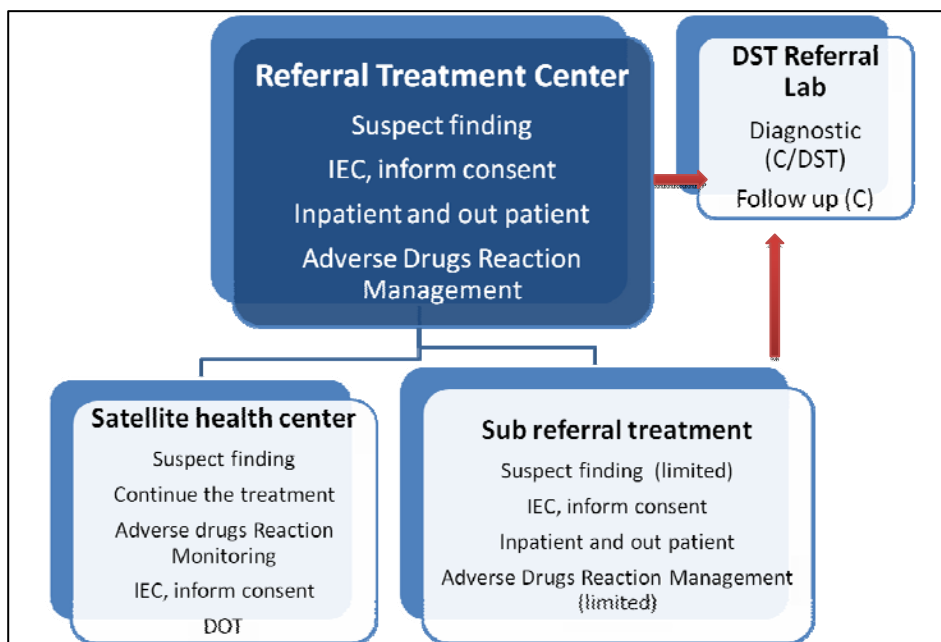 Referral Treatment Center
Suspect finding
IEC, inform consent
Inpatient and out patient
Adverse Drugs Reaction
Management
DST Referral
Lab
Diagnostic
(C/DST)
Follow up (C)
Satellite health center
Suspect finding
Continue the treatment
Adverse drugs Reaction
Monitoring
IEC, inform consent
DOT
Sub referral treatment
Suspect finding (limited)
IEC, inform consent
Inpatient and out patient
Adverse Drugs Reaction Management
(limited)